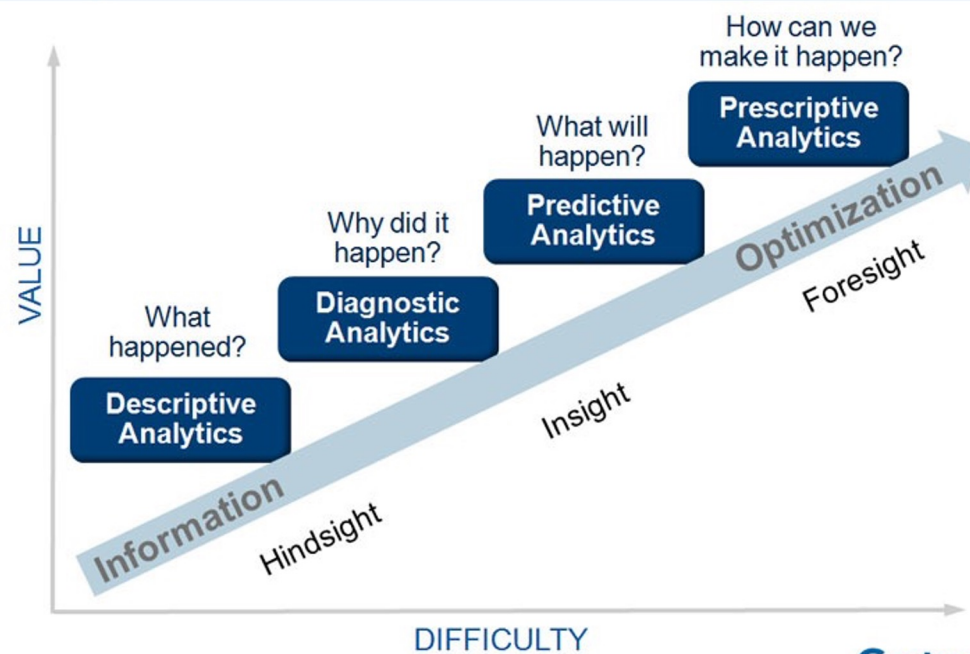 How can we
make it happen?
Prescriptive
Analytics
What will
happen?
Predictive
Analytics
Why did it
happen?
Diagnostic
Analytics
What
happened?
Descriptive
Analytics
VALUE
Information
Optimization
Hindsight
Insight
Foresight
DIFFICULTY